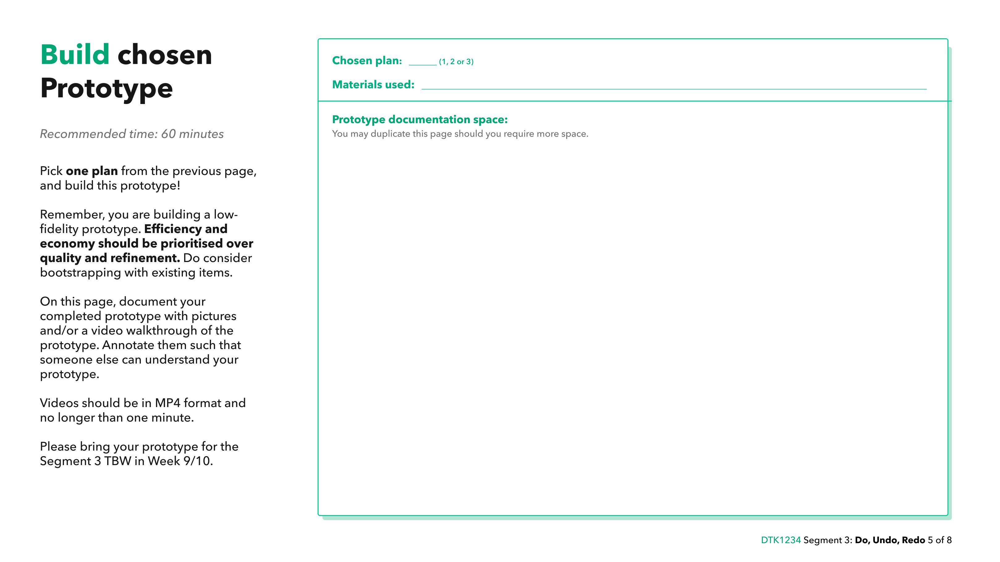 Build chosen
Prototype
Recommended time: 60 minutes
Pick one plan from the previous page,
and build this prototype!
Remember, you are building a low-
fidelity prototype. Efficiency and
economy should be prioritised over
quality and refinement. Do consider
bootstrapping with existing items.
On this page, document your
completed prototype with pictures
and/or a video walkthrough of the
prototype. Annotate them such that
someone else can understand your
prototype.
Videos should be in MP4 format and
no longer than one minute.
Please bring your prototype for the
Segment 3 TBW in Week 9/10.
Chosen plan: ______ (1, 2 or 3)
Materials used: ______
Prototype documentation space:
You may duplicate this page should you require more space.
DTK1234 Segment 3: Do, Undo, Redo 5 of 8